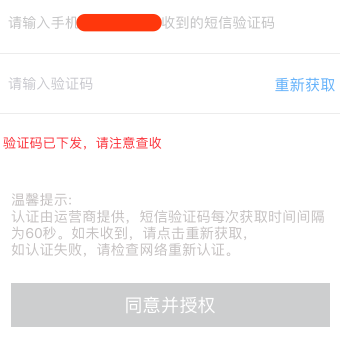 请输入手机 收到的短信验证码
请输入验证码 重新获取
验证码已下发，请注意查收
温馨提示:
认证由运营商提供，短信验证码每次获取时间间隔
为60秒。如未收到，请点击重新获取，
如认证失败，请检查网络重新认证。
同意并授权